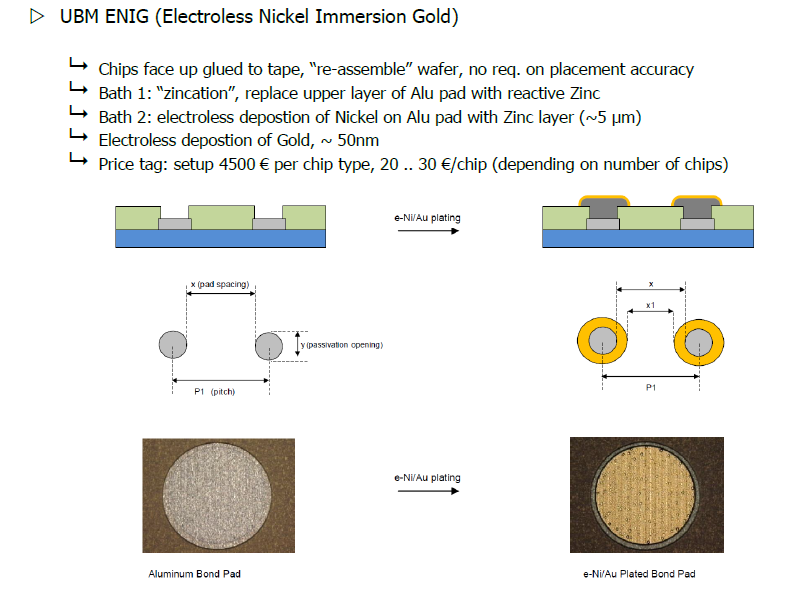 UBM ENIG (Electroless Nickel Immersion Gold)
Chips face up glued to tape, “re-assemble” wafer, no req. on placement accuracy
Bath 1: “zincation”, replace upper layer of Alu pad with reactive Zinc
Bath 2: electroless depostion of Nickel on Alu pad with Zinc layer (~5 µm)
Electroless depostion of Gold, ~ 50nm
Price tag: setup 4500 € per chip type, 20 .. 30 €/chip (depending on number of chips)
e-Ni/Au plating
x (pad spacing)
y (passivation opening)
P1 (pitch)
x
x1
P1
e-Ni/Au plating
Aluminum Bond Pad
e-Ni/Au Plated Bond Pad